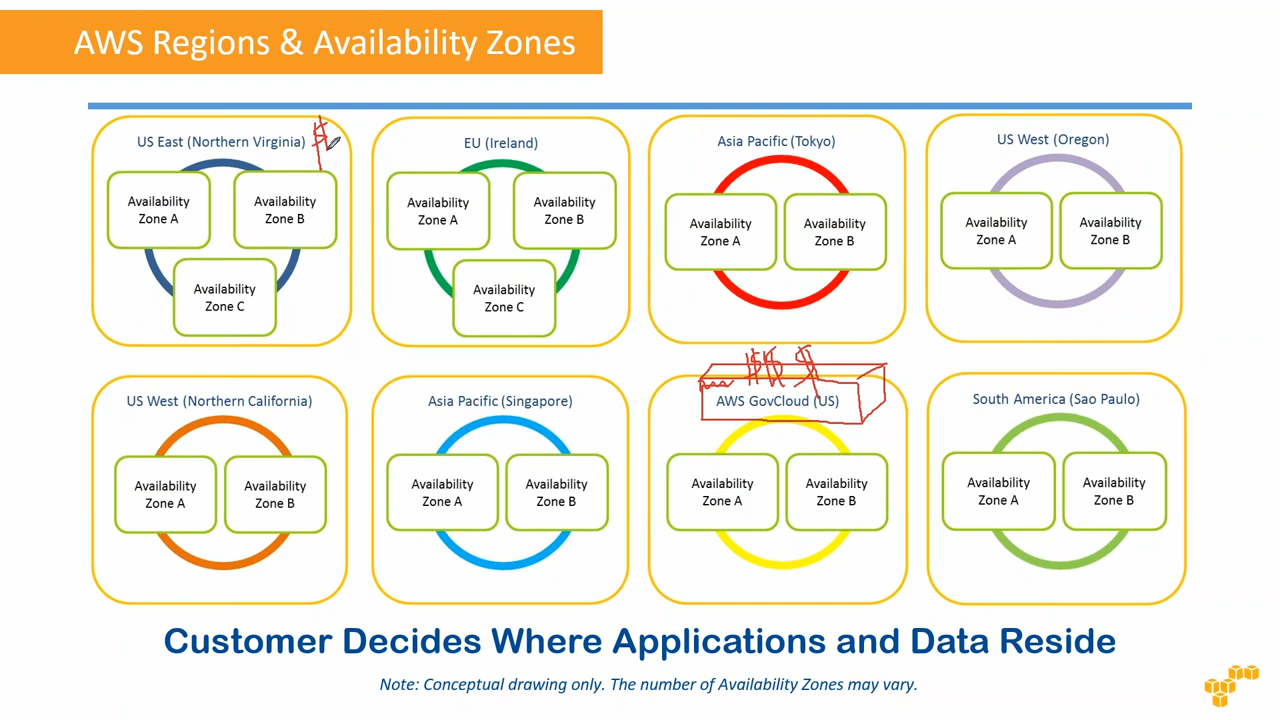 AWS Regions & Availability Zones
US East (Northern Virginia) $
Availability
Zone A
Availability
Zone B
Availability
Zone C
EU (Ireland)
Availability
Zone A
Availability
Zone B
Availability
Zone C
Asia Pacific (Tokyo)
Availability
Zone A
Availability
Zone B
US West (Oregon)
Availability
Zone A
Availability
Zone B
US West (Northern California)
Availability
Zone A
Availability
Zone B
Asia Pacific (Singapore)
Availability
Zone A
Availability
Zone B
$$ $
AWS GovCloud (US)
Availability
Zone A
Availability
Zone B
South America (Sao Paulo)
Availability
Zone A
Availability
Zone B
Customer Decides Where Applications and Data Reside
Note: Conceptual drawing only. The number of Availability Zones may vary.